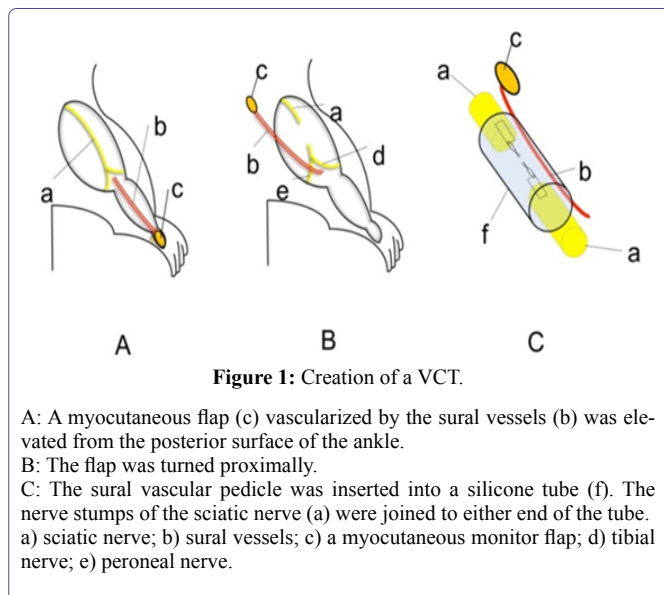 c
a
b
a
c
b
a
d
e
c
a
b
f
a
A
B
C
Figure 1: Creation of a VCT.
A: A myocutaneous flap (c) vascularized by the sural vessels (b) was ele-
vated from the posterior surface of the ankle.
B: The flap was turned proximally.
C: The sural vascular pedicle was inserted into a silicone tube (f). The
nerve stumps of the sciatic nerve (a) were joined to either end of the tube.
a) sciatic nerve; b) sural vessels; c) a myocutaneous monitor flap; d) tibial
nerve; e) peroneal nerve.